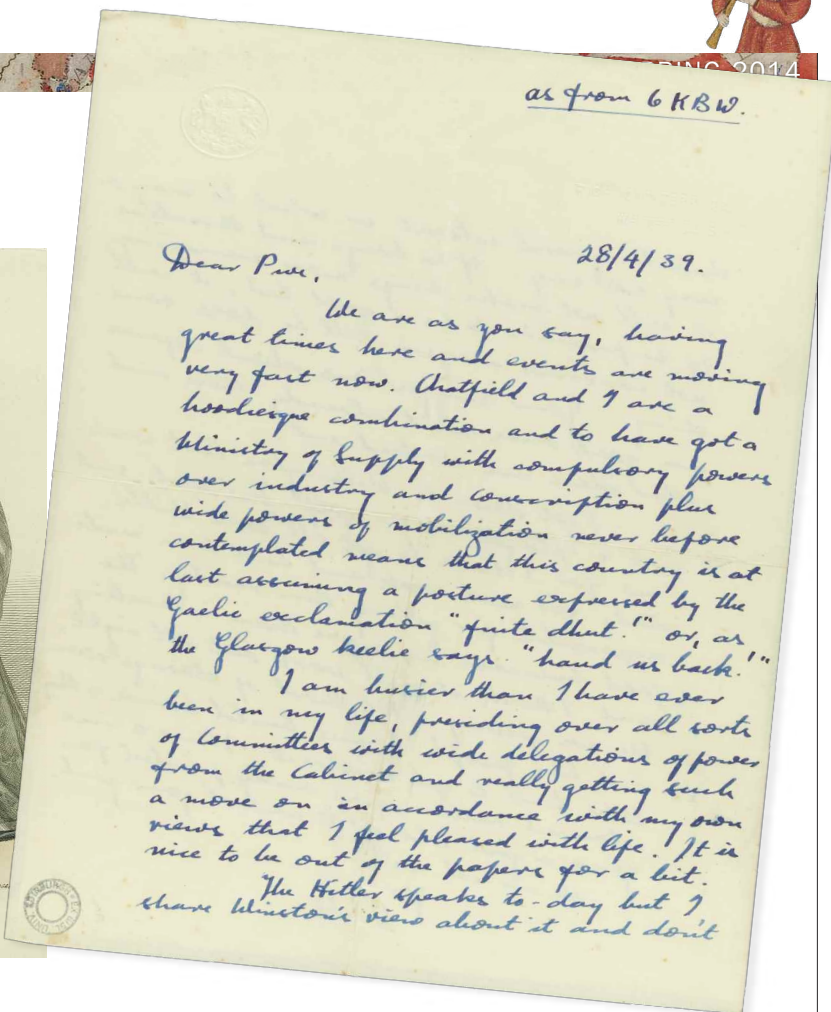 2014
as from 6 KBW.
28/4/39.
Dear
We are as you say, having
great times here and events are moving
very fast now. Chatfield and I are a
combination and to have got a
Ministry of Supply with compulsory powers
over industry and conscription plus
wide powers of mobilization never before
contemplated means that this country is at
last assuming a posture expressed by the
Gaelic exclamation " dhut!" or, as
the Glasgow keelie says "haud us back!"
I am busier than I have ever
been in my life, presiding over all sorts
of Committees with wide delegations of power
from the Cabinet and really getting such
a move on in accordance with my own
views that I feel pleased with life. It is
nice to be out of the papers for a bit.
The Hitler speaks to-day but I
share Winston's view about it and don't